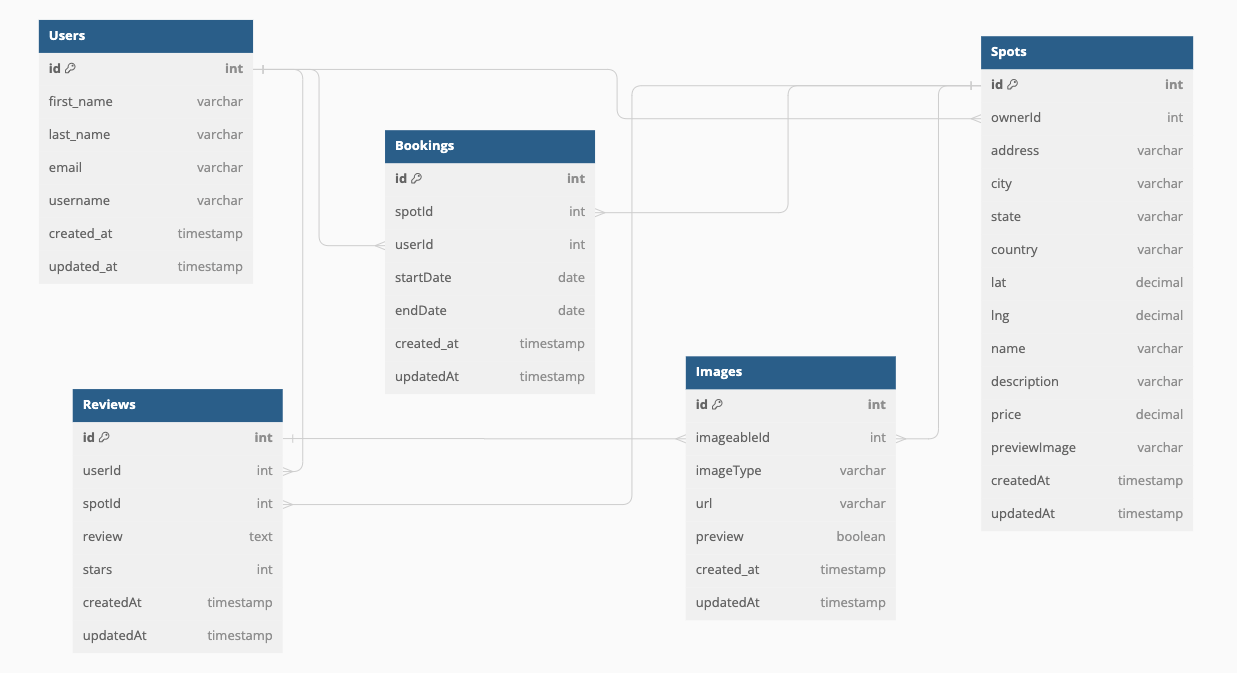 Users
id int
first_name varchar
last_name varchar
email varchar
username varchar
created_at timestamp
updated_at timestamp
Bookings
id int
spotId int
userId int
startDate date
endDate date
created_at timestamp
updatedAt timestamp
Spots
id int
ownerId int
address varchar
city varchar
state varchar
country varchar
lat decimal
lng decimal
name varchar
description varchar
price decimal
previewImage varchar
createdAt timestamp
updatedAt timestamp
Reviews
id int
userId int
spotId int
review text
stars int
createdAt timestamp
updatedAt timestamp
Images
id int
imageableId int
imageType varchar
url varchar
preview boolean
created_at timestamp
updatedAt timestamp